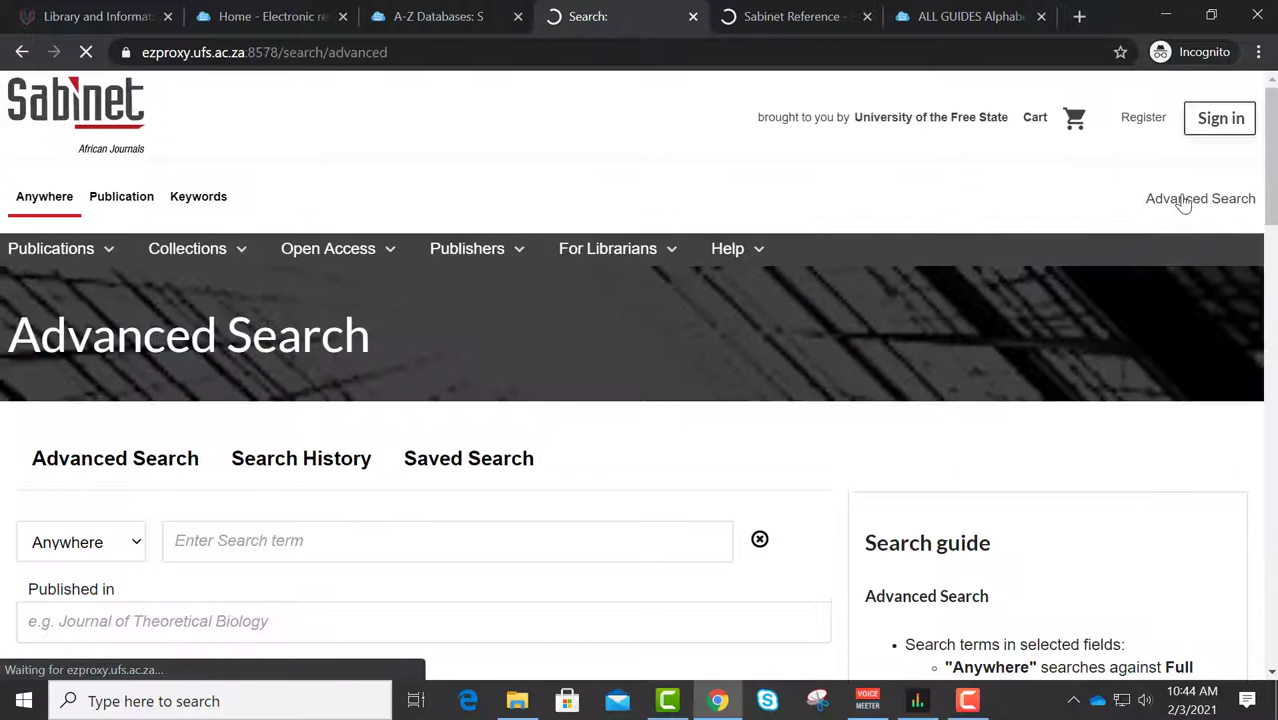 Library and Informat
Home - Electronic re
A-Z Databases: S
Search:
Sabinet Reference -
ALL GUIDES Alphabe
ezproxy.ufs.ac.za:8578/search/advanced
Incognito
Sabinet
African Journals
brought to you by University of the Free State
Cart
Register
Sign in
Anywhere
Publication
Keywords
Advanced Search
Publications
Collections
Open Access
Publishers
For Librarians
Help
Advanced Search
Advanced Search
Search History
Saved Search
Anywhere
Enter Search term
Published in
e.g. Journal of Theoretical Biology
Search guide
Advanced Search
• Search terms in selected fields:
"Anywhere" searches against Full
Waiting for ezproxy.ufs.ac.za...
Type here to search
VOICE
MEETER
10:44 AM
2/3/2021